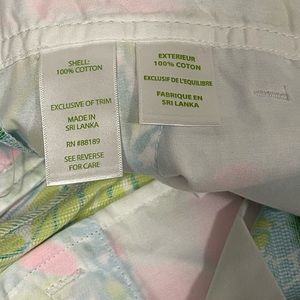 SHELL:
100% COTTON
EXCLUSIVE OF TRIM
MADE IN
SRI LANKA
RN #88189
SEE REVERSE
FOR CARE
EXTERIEUR
100% COTON
EXCLUSIF DE L'EQUILIBRE
FABRIQUE EN
SRI LANKA